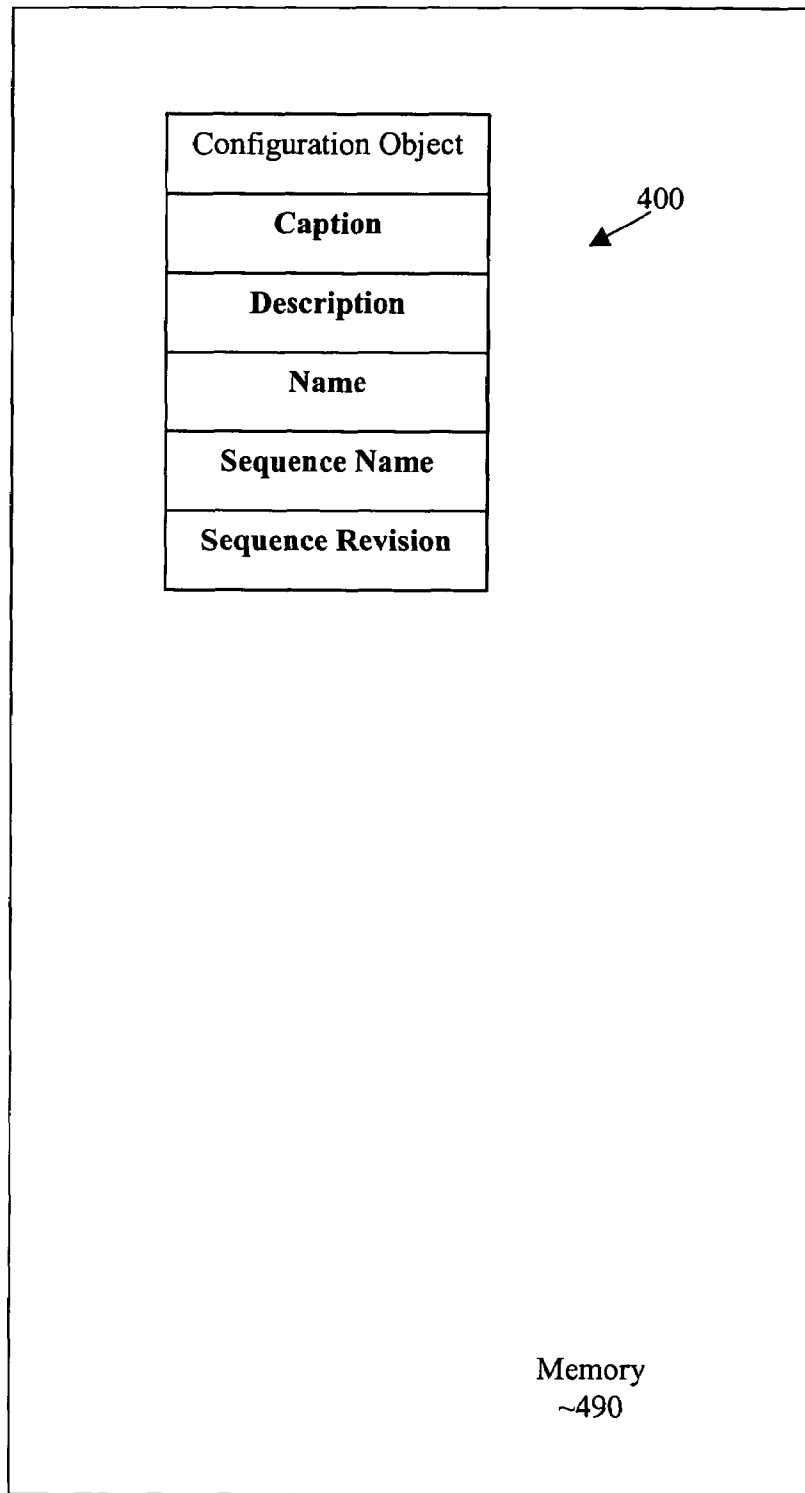 Configuration Object
400
Caption
Description
Name
Sequence Name
Sequence Revision
Memory
~490